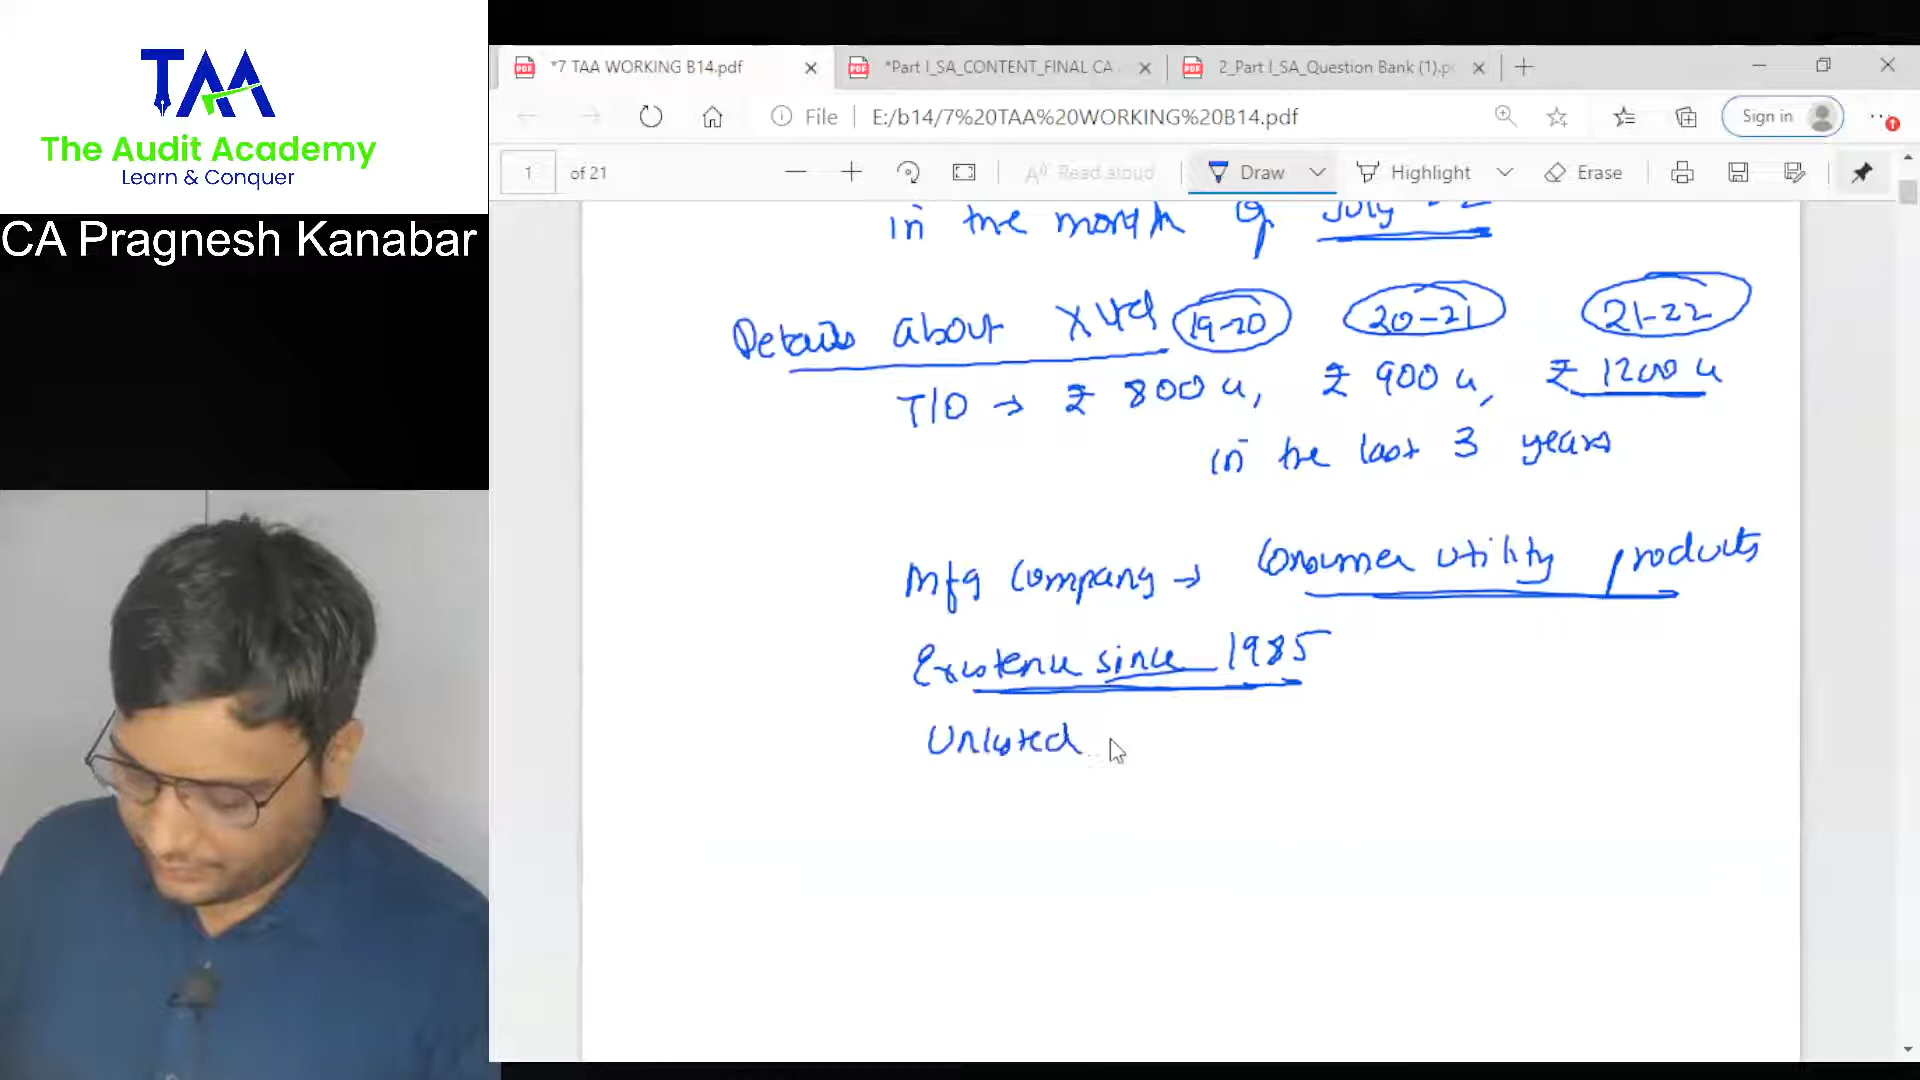 TAA
The Audit Academy
Learn & Conquer
CA Pragnesh Kanabar
*7 TAA WORKING B14.pdf
*Part I_SA_CONTENT_FINAL CA
2_Part I_SA_Question Bank (1).p
File
E:/b14/7%20TAA%20WORKING%20B14.pdf
Sign in
1 of 21
Read aloud
Draw
Highlight
Erase
in the month of July
Details about X Ltd 19-20 20-21 21-22
T/O → ₹ 800 u, ₹ 900 u, ₹ 1200 u
in the last 3 years
Mfg Company → Consumer utility products
Existence since 1985
Unlisted